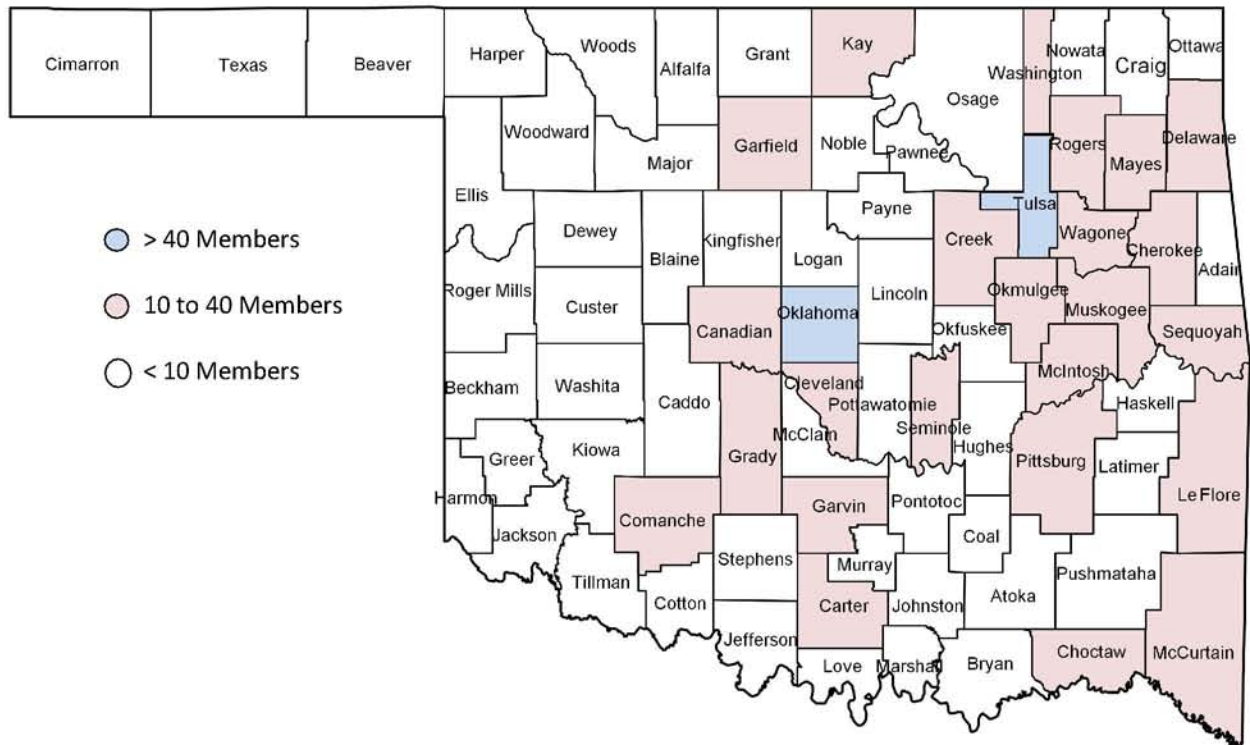 Cimarron
Texas
Beaver
Harper
Woods
Alfalfa
Grant
Kay
Osage
Washington
Nowata
Craig
Ottawa
Woodward
Major
Garfield
Noble
Pawnee
Rogers
Mayes
Delaware
Ellis
Dewey
Blaine
Kingfisher
Logan
Payne
Creek
Tulsa
Wagone
Cherokee
Adair
> 40 Members
10 to 40 Members
< 10 Members
Roger Mills
Custer
Canadian
Oklahoma
Lincoln
Okfuskee
Okmulgee
Muskogee
Sequoyah
Beckham
Washita
Caddo
Grady
Cleveland
McClain
Pottawatomie
Seminole
Hughes
McIntosh
Haskell
Greer
Kiowa
Pittsburg
Latimer
Le Flore
Harmon
Jackson
Comanche
Garvin
Pontotoc
Coal
Tillman
Cotton
Stephens
Murray
Carter
Johnston
Atoka
Pushmataha
Jefferson
Love
Marshall
Bryan
Choctaw
McCurtain